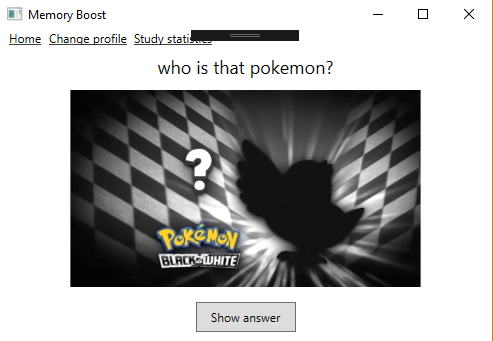 Memory Boost
Home Change profile Study statistics
who is that pokemon?
?
POKéMON
BLACK&WHITE
Show answer